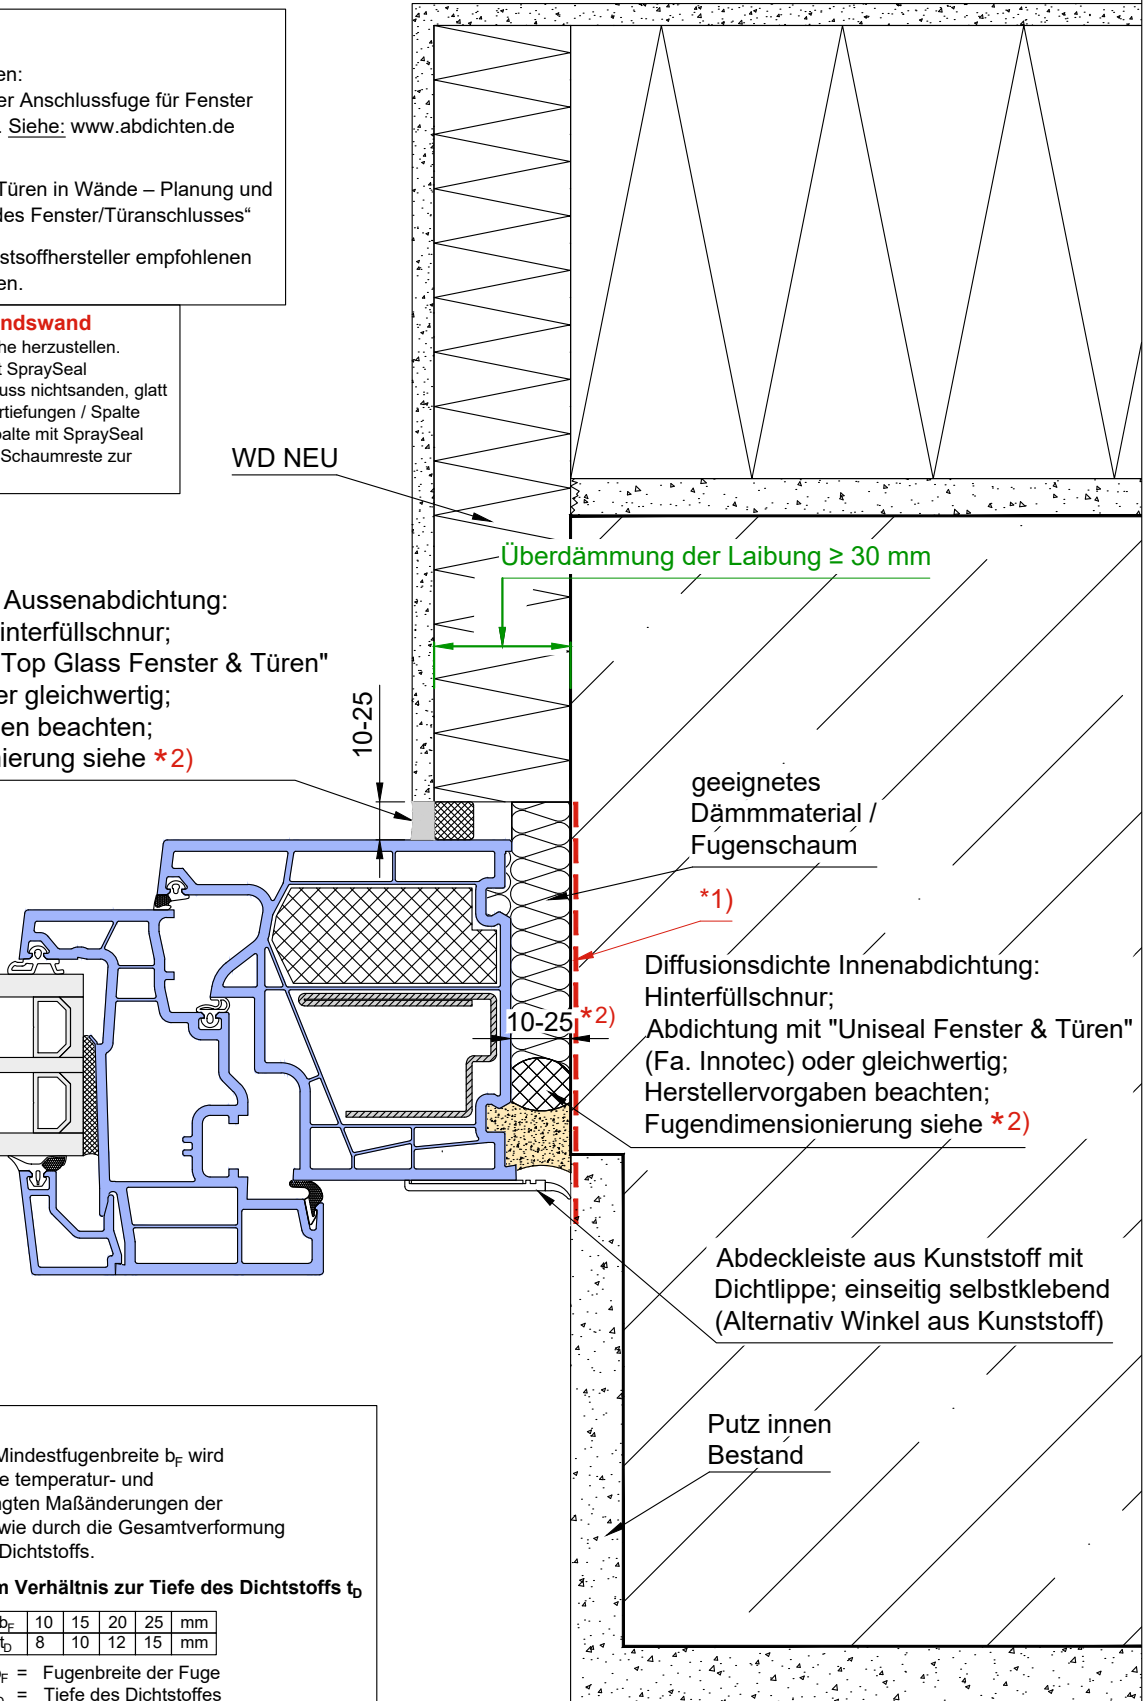 en:
er Anschlussfuge für Fenster
. Siehe: www.abdichten.de
Türen in Wände – Planung und
des Fenster/Türanschlusses“
stsoffhersteller empfohlenen
en.
ndswand
he herzustellen.
t SpraySeal
uss nichtsanden, glatt
rtiefungen / Spalte
palte mit SpraySeal
Schaumreste zur
WD NEU
Überdämmung der Laibung ≥ 30 mm
Aussenabdichtung:
interfüllschnur;
Top Glass Fenster & Türen"
er gleichwertig;
en beachten;
nierung siehe *2)
10-25
geeignetes
Dämmmaterial /
Fugenschaum
*1)
Diffusionsdichte Innenabdichtung:
Hinterfüllschnur;
Abdichtung mit "Uniseal Fenster & Türen"
(Fa. Innotec) oder gleichwertig;
Herstellervorgaben beachten;
Fugendimensionierung siehe *2)
10-25 *2)
Abdeckleiste aus Kunststoff mit
Dichtlippe; einseitig selbstklebend
(Alternativ Winkel aus Kunststoff)
Putz innen
Bestand
Mindestfugenbreite bF wird
e temperatur- und
ngten Maßänderungen der
wie durch die Gesamtverformung
Dichtstoffs.
m Verhältnis zur Tiefe des Dichtstoffs tD
bF 10 15 20 25 mm
tD 8 10 12 15 mm
F = Fugenbreite der Fuge
D = Tiefe des Dichtstoffes